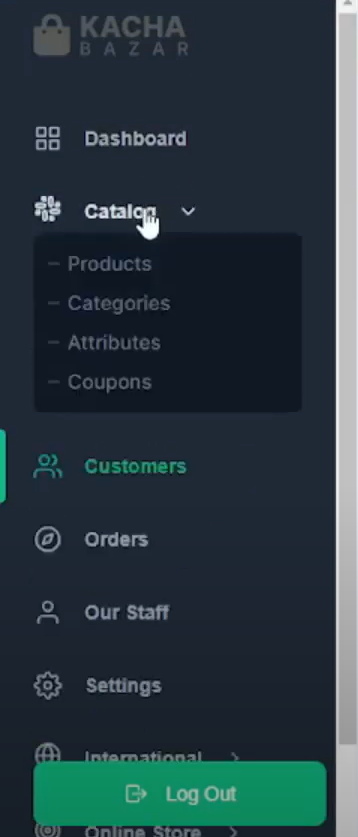 KACHA
BAZAR
Dashboard
Catalog
– Products
– Categories
– Attributes
– Coupons
Customers
Orders
Our Staff
Settings
International
Log Out
Online Store